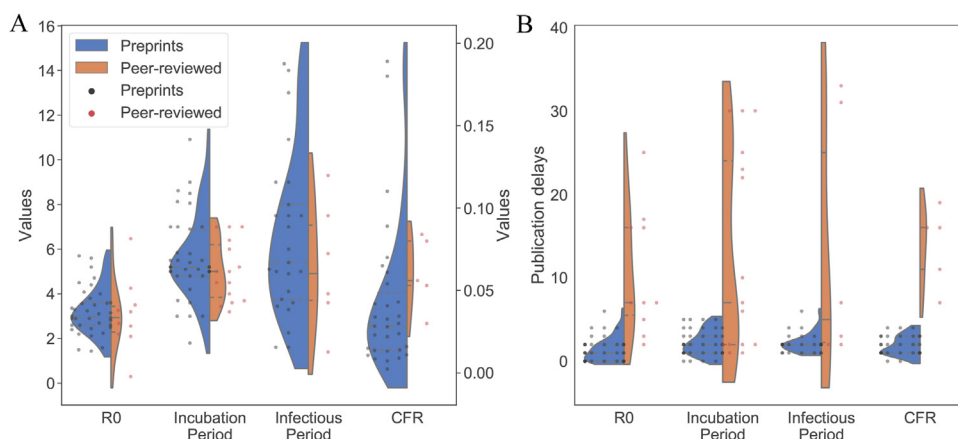 A
16
14
12
10
8
6
4
2
0
Values
Preprints
Peer-reviewed
Preprints
Peer-reviewed
0.20
0.15
0.10
0.05
0.00
Values
R0
Incubation
Period
Infectious
Period
CFR
B
40
30
20
10
0
Publication delays
R0
Incubation
Period
Infectious
Period
CFR